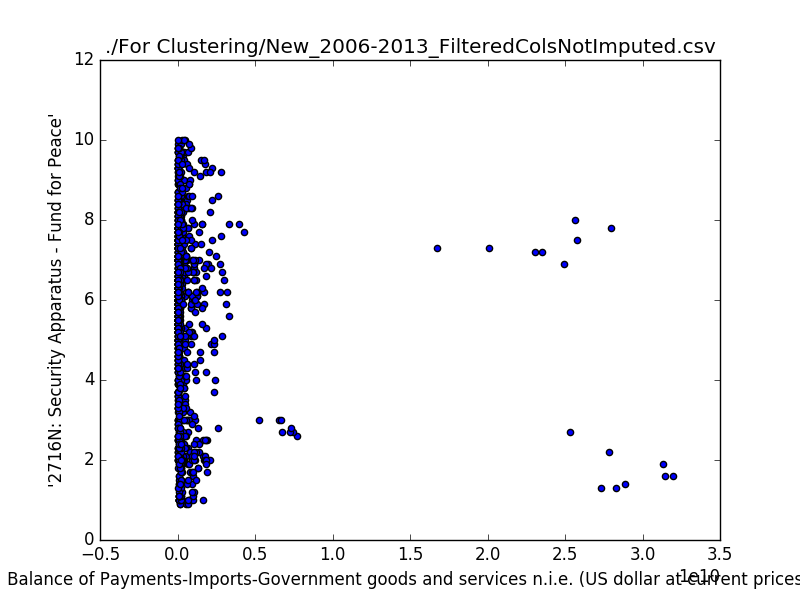 ./For Clustering/New_2006-2013_FilteredColsNotImputed.csv
12
10
8
6
4
2
0
'2716N: Security Apparatus - Fund for Peace'
−0.5 0.0 0.5 1.0 1.5 2.0 2.5 3.0 3.5
1e10
Balance of Payments-Imports-Government goods and services n.i.e. (US dollar at current prices